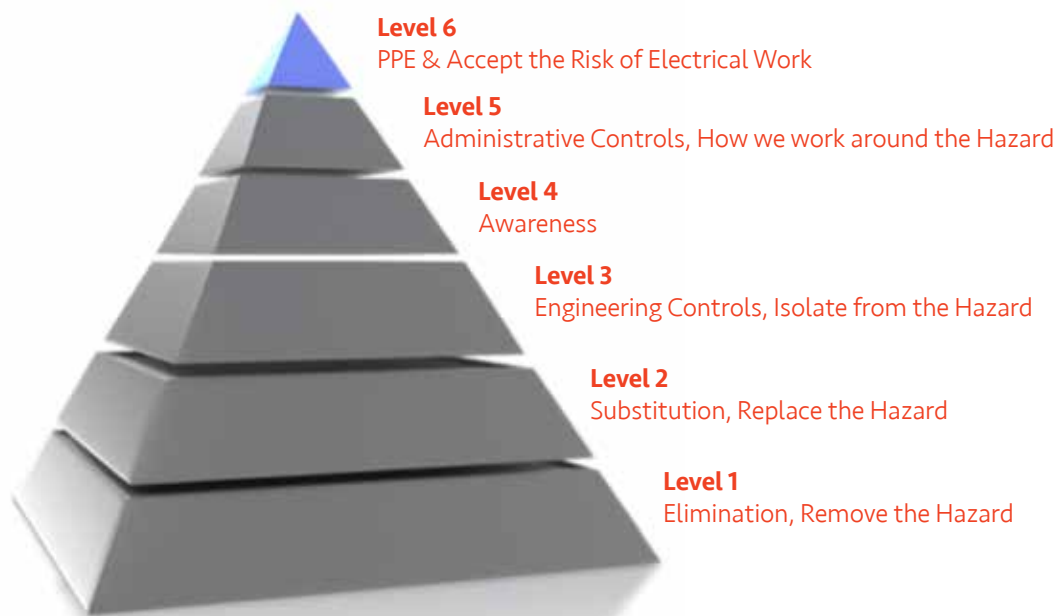 Level 6
PPE & Accept the Risk of Electrical Work
Level 5
Administrative Controls, How we work around the Hazard
Level 4
Awareness
Level 3
Engineering Controls, Isolate from the Hazard
Level 2
Substitution, Replace the Hazard
Level 1
Elimination, Remove the Hazard